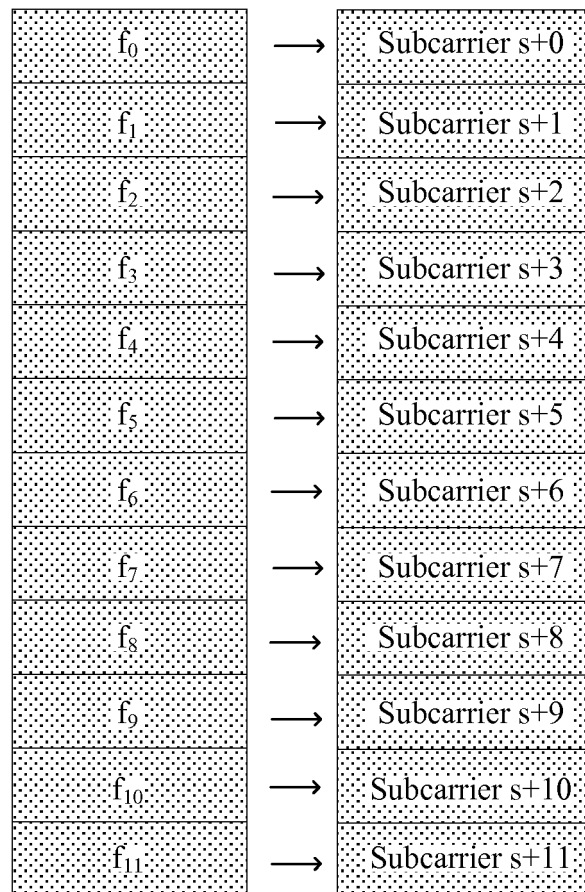 f₀ → Subcarrier s+0
f₁ → Subcarrier s+1
f₂ → Subcarrier s+2
f₃ → Subcarrier s+3
f₄ → Subcarrier s+4
f₅ → Subcarrier s+5
f₆ → Subcarrier s+6
f₇ → Subcarrier s+7
f₈ → Subcarrier s+8
f₉ → Subcarrier s+9
f₁₀ → Subcarrier s+10
f₁₁ → Subcarrier s+11